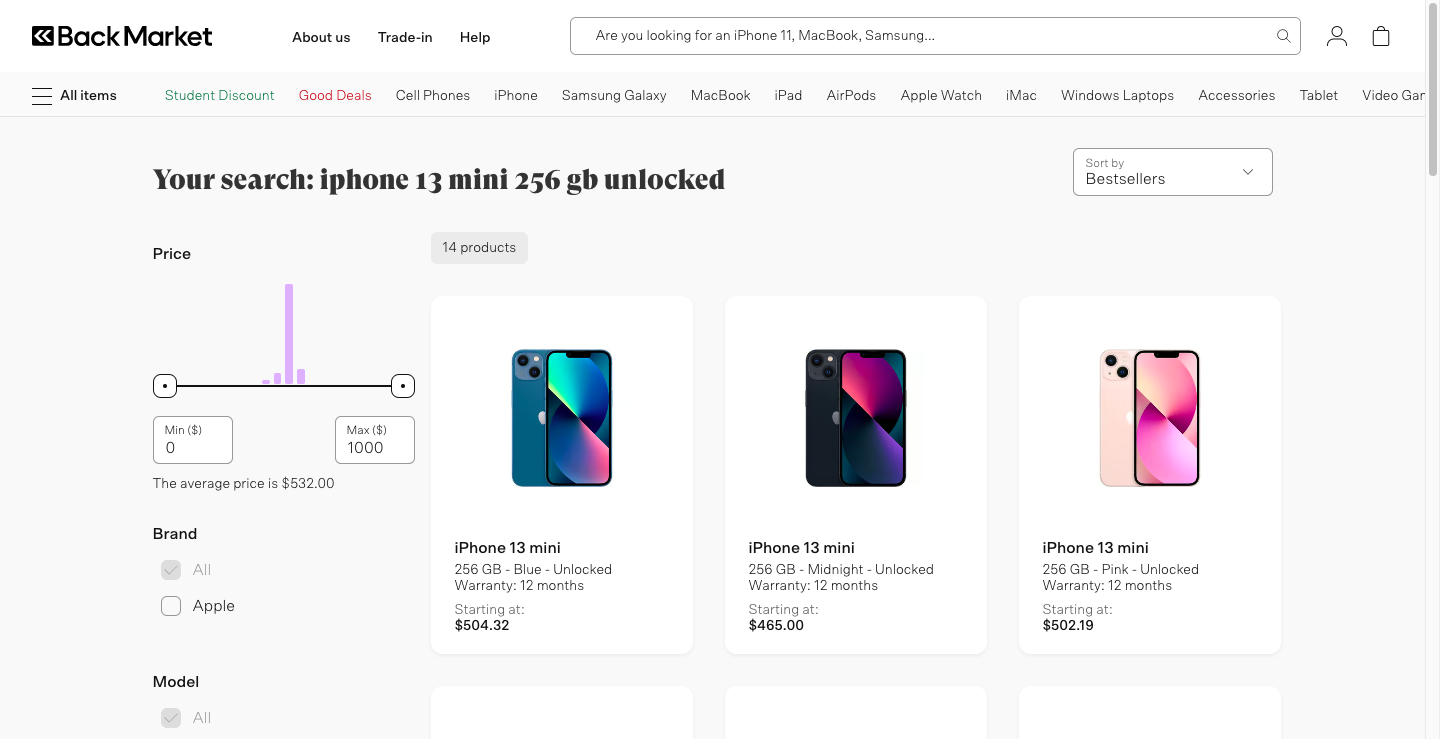 BackMarket
About us Trade-in Help
Are you looking for an iPhone 11, MacBook, Samsung...
All items Student Discount Good Deals Cell Phones iPhone Samsung Galaxy MacBook iPad AirPods Apple Watch iMac Windows Laptops Accessories Tablet Video Gar
Your search: iphone 13 mini 256 gb unlocked
Sort by
Bestsellers
Price
Min ($)
0
Max ($)
1000
The average price is $532.00
Brand
All
Apple
Model
All
14 products
iPhone 13 mini
256 GB - Blue - Unlocked
Warranty: 12 months
Starting at:
$504.32
iPhone 13 mini
256 GB - Midnight - Unlocked
Warranty: 12 months
Starting at:
$465.00
iPhone 13 mini
256 GB - Pink - Unlocked
Warranty: 12 months
Starting at:
$502.19